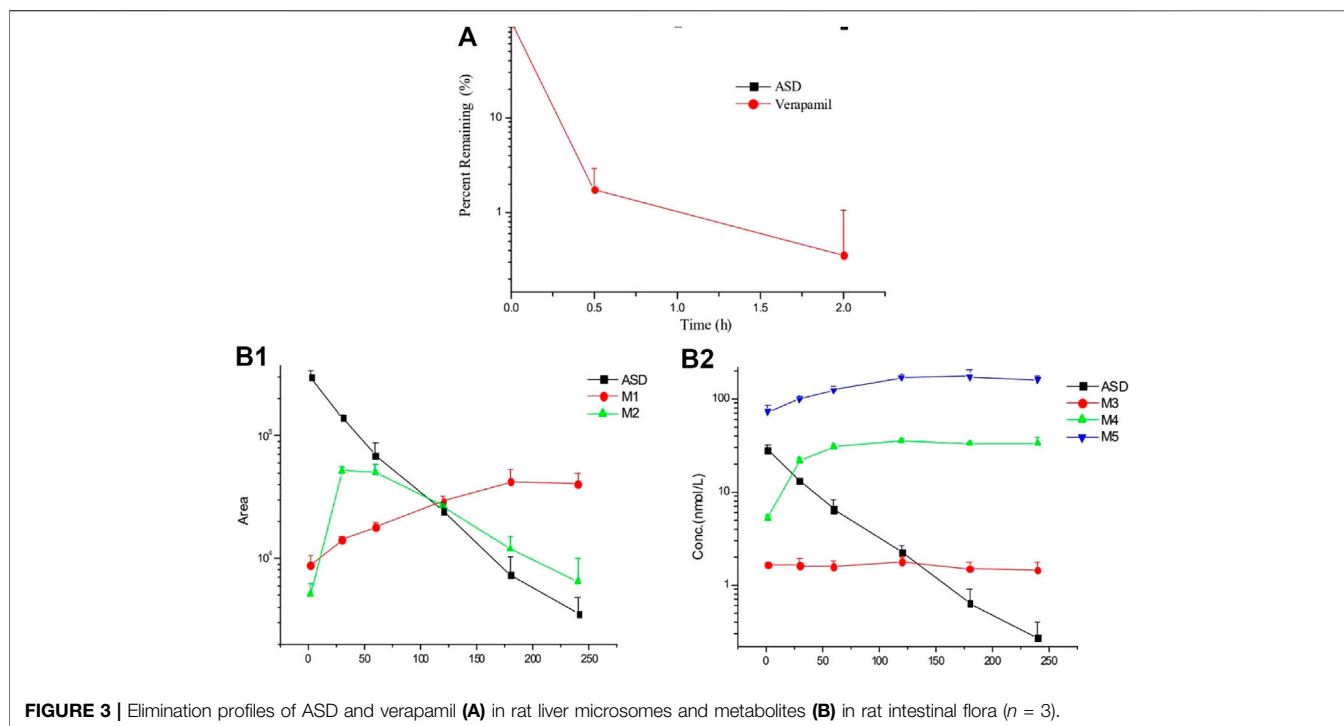 A
ASD
Verapamil
Percent Remaining (%)
10
1
0.0 0.5 1.0 1.5 2.0
Time (h)
B1
ASD
M1
M2
Area
10⁵
10⁴
0 50 100 150 200 250
B2
ASD
M3
M4
M5
Conc.(nmol/L)
100
10
1
0 50 100 150 200 250
FIGURE 3 | Elimination profiles of ASD and verapamil (A) in rat liver microsomes and metabolites (B) in rat intestinal flora (n = 3).